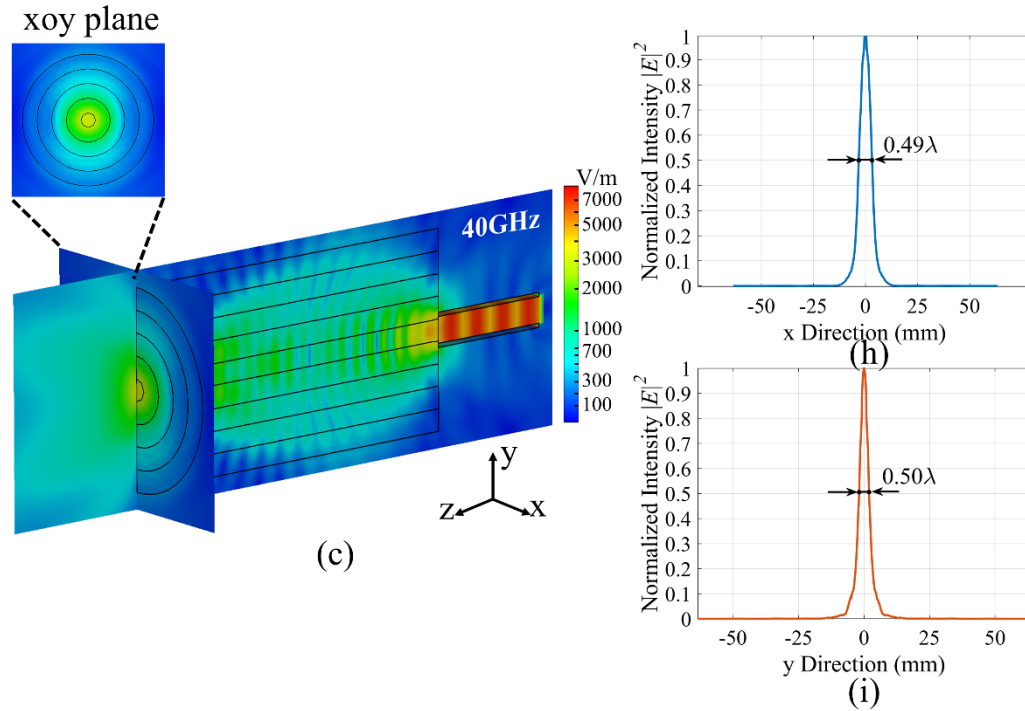 xoy plane
V/m
7000
5000
3000
2000
1000
700
300
100
40GHz
y
z
x
(c)
Normalized Intensity |E|²
1
0.9
0.8
0.7
0.6
0.5
0.4
0.3
0.2
0.1
0
0.49λ
-50 -25 0 25 50
x Direction (mm)
(h)
Normalized Intensity |E|²
1
0.9
0.8
0.7
0.6
0.5
0.4
0.3
0.2
0.1
0
0.50λ
-50 -25 0 25 50
y Direction (mm)
(i)